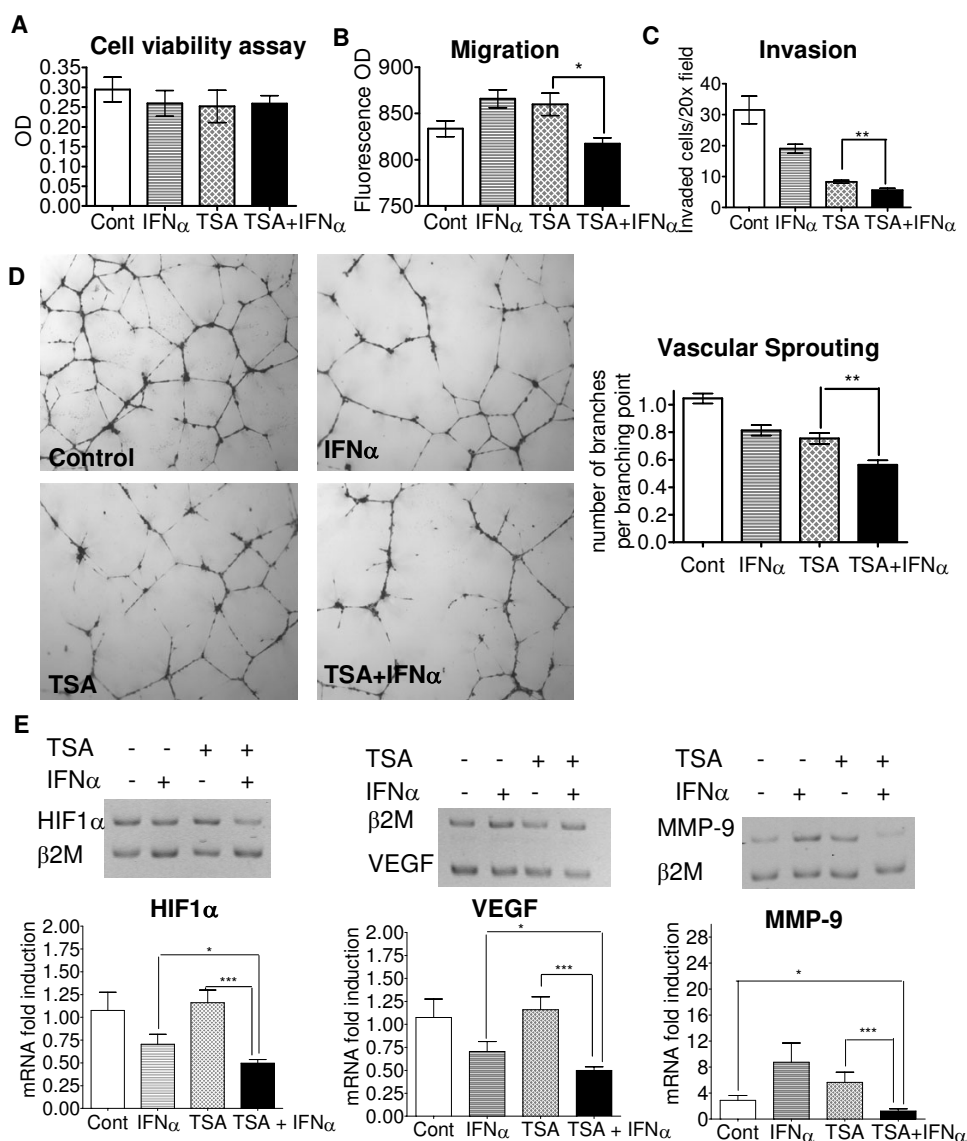 A
Cell viability assay
OD
0.35
0.30
0.25
0.20
0.15
0.10
0.05
0.00
Cont IFNα TSA TSA+IFNα
B
Migration
Fluorescence OD
900
850
800
750
*
Cont IFNα TSA TSA+IFNα
C
Invasion
Invaded cells/20x field
40
30
20
10
0
**
Cont IFNα TSA TSA+IFNα
D
Control
IFNα
TSA
TSA+IFNα
Vascular Sprouting
number of branches
per branching point
1.0
0.8
0.6
0.4
0.2
0.0
**
Cont IFNα TSA TSA+IFNα
E
TSA - - + +
IFNα - + - +
HIF1α
β2M
HIF1α
mRNA fold induction
2.00
1.75
1.50
1.25
1.00
0.75
0.50
0.25
0.00
*
***
Cont IFNα TSA TSA + IFNα
TSA - - + +
IFNα - + - +
β2M
VEGF
VEGF
mRNA fold induction
2.00
1.75
1.50
1.25
1.00
0.75
0.50
0.25
0.00
*
***
Cont IFNα TSA TSA + IFNα
TSA - - + +
IFNα - + - +
MMP-9
β2M
MMP-9
mRNA fold induction
28
24
20
16
12
8
4
0
*
***
Cont IFNα TSA TSA+IFNα